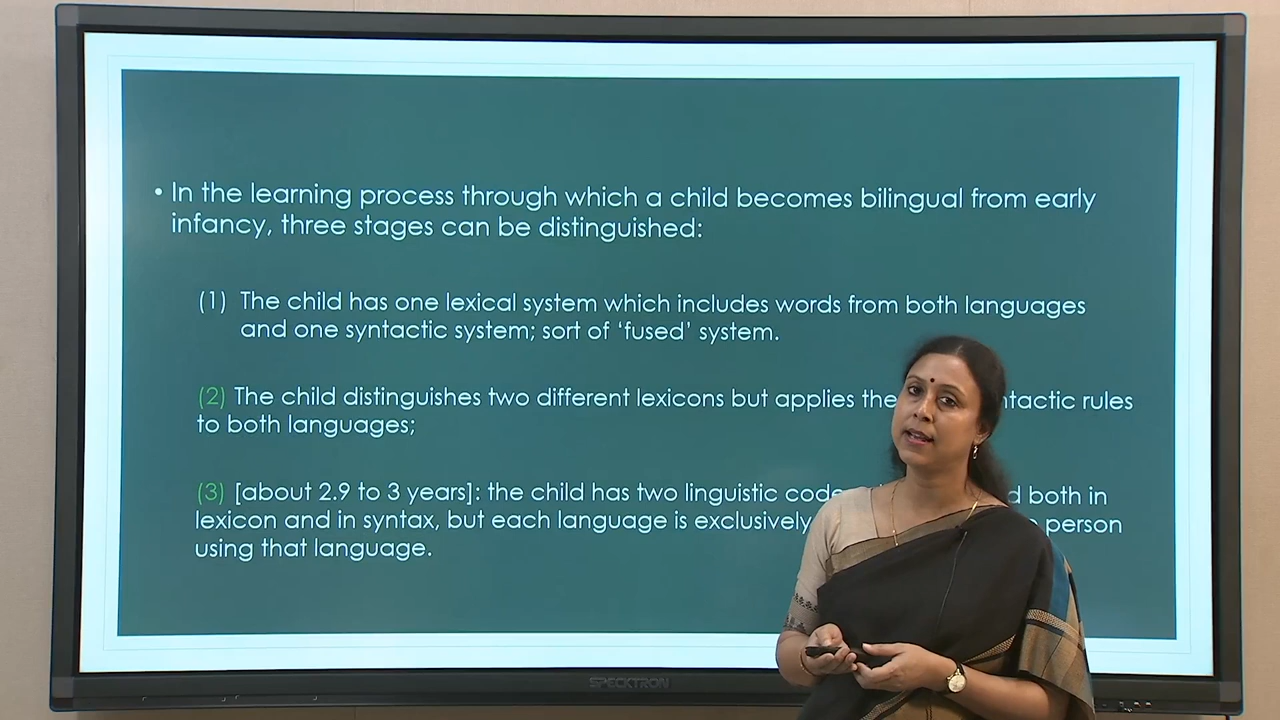 • In the learning process through which a child becomes bilingual from early
infancy, three stages can be distinguished:
(1) The child has one lexical system which includes words from both languages
and one syntactic system; sort of ‘fused’ system.
(2) The child distinguishes two different lexicons but applies the rules
to both languages;
(3) [about 2.9 to 3 years]: the child has two linguistic both in
lexicon and in syntax, but each language is exclusively person
using that language.
SPECKTRON